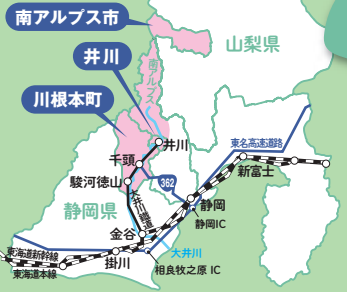 南アルプス市
山梨県
井川
南アルプス
川根本町
井川
東名高速道路
千頭
新富士
駿河徳山
362
大井川鐵道
静岡県
静岡
静岡IC
金谷
大井川
東海道新幹線
掛川
相良牧之原 IC
東海道本線